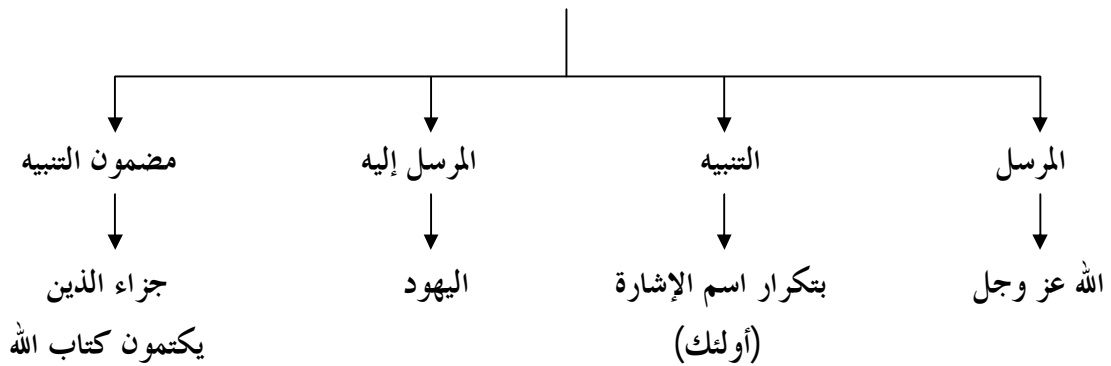 المرسل
التنبيه
المرسل إليه
مضمون التنبيه
الله عز وجل
بتكرار اسم الإشارة
(أولئك)
اليهود
جزاء الذين
يكتمون كتاب الله